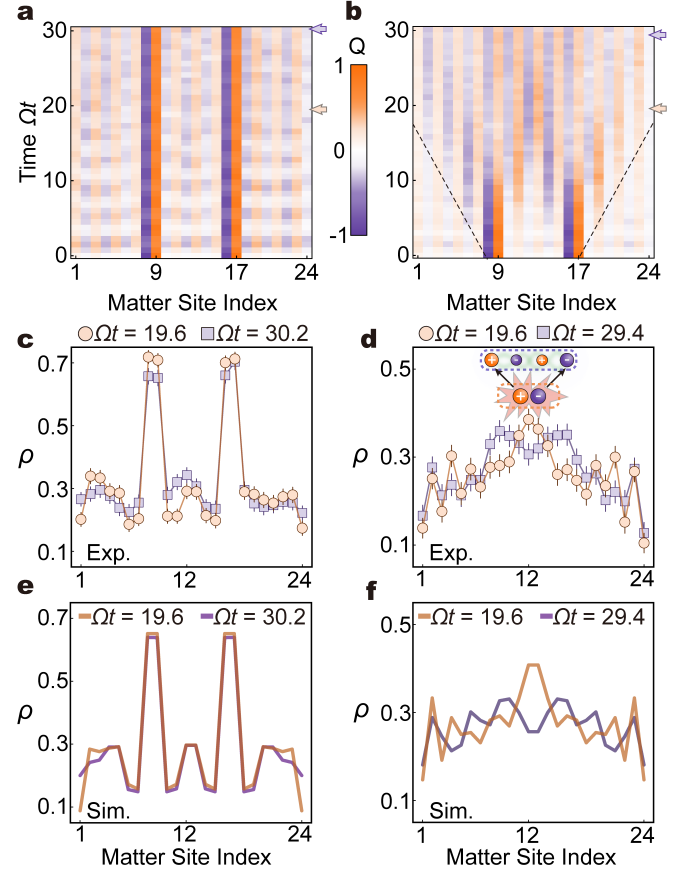 a
b
Q
1
0
-1
30
20
10
0
Time Ωt
1 9 17 24
Matter Site Index
30
20
10
0
1 9 17 24
Matter Site Index
c
Ωt = 19.6 Ωt = 30.2
0.7
0.5
0.3
0.1
ρ
Exp.
1 12 24
d
Ωt = 19.6 Ωt = 29.4
+ - + -
+ -
0.5
0.3
0.1
ρ
Exp.
1 12 24
e
Ωt = 19.6 Ωt = 30.2
0.7
0.5
0.3
0.1
ρ
Sim.
1 12 24
Matter Site Index
f
Ωt = 19.6 Ωt = 29.4
0.5
0.3
0.1
ρ
Sim.
1 12 24
Matter Site Index